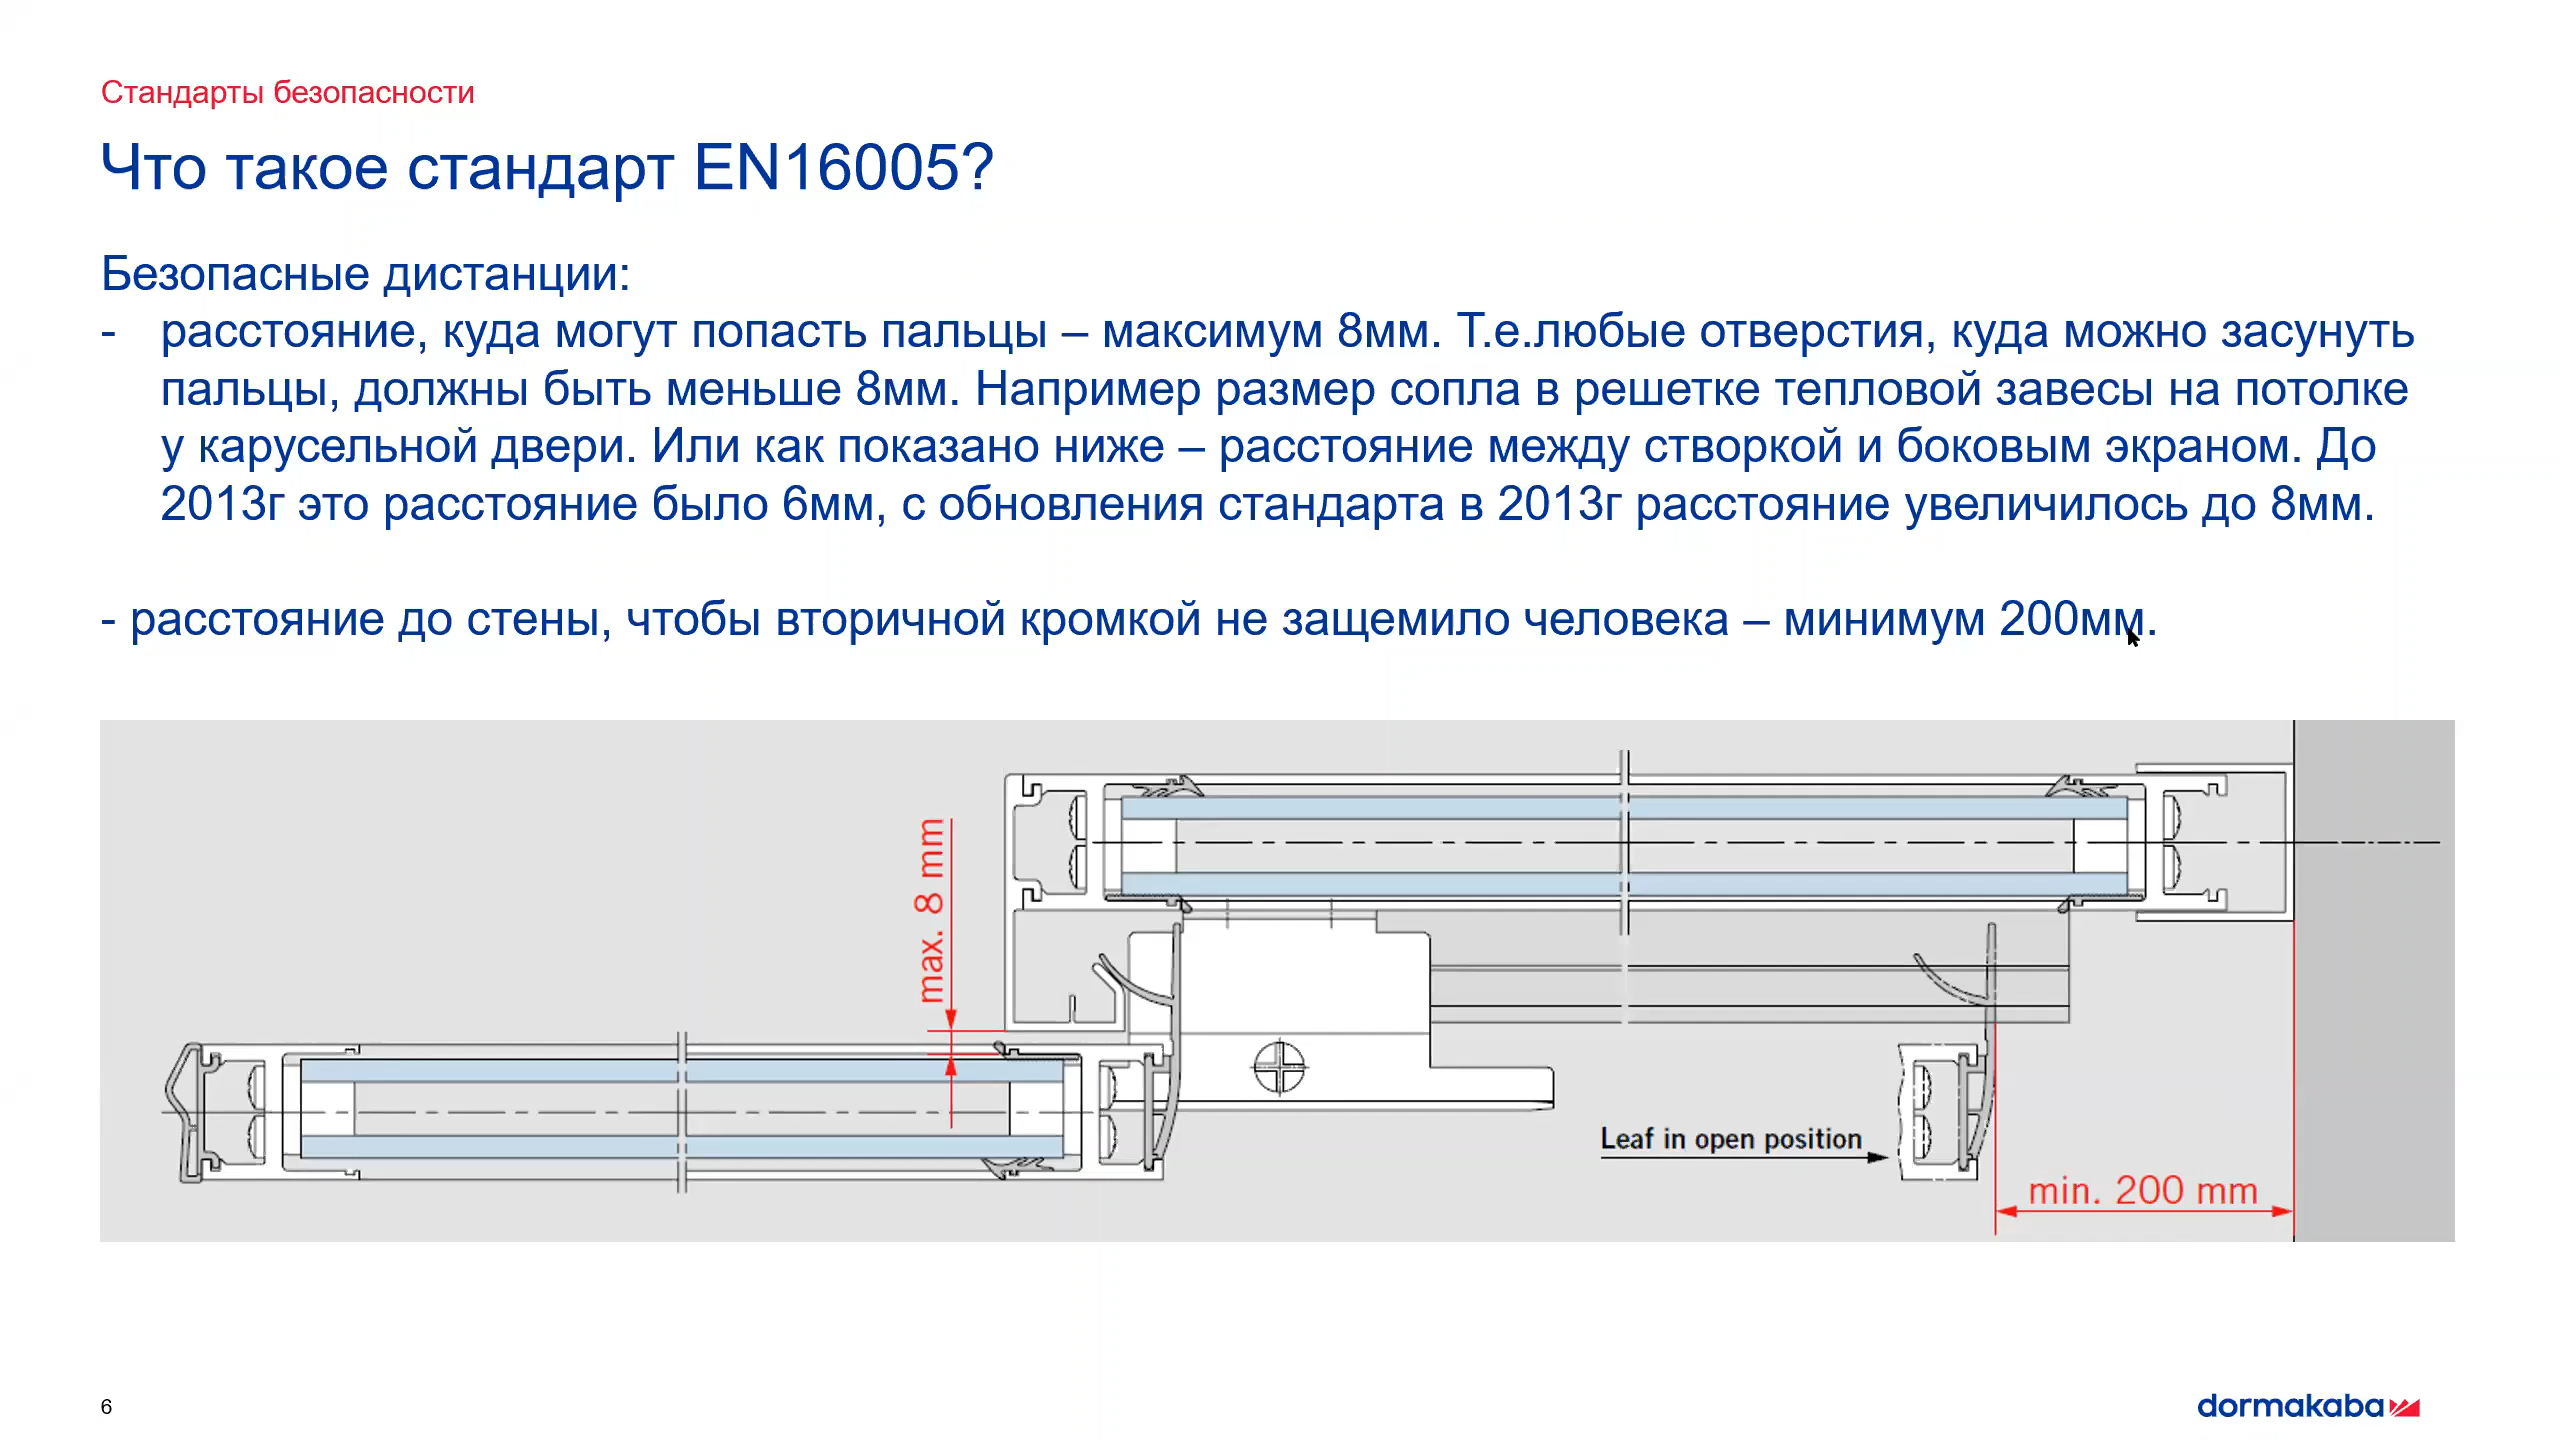 Стандарты безопасности
Что такое стандарт EN16005?
Безопасные дистанции:
- расстояние, куда могут попасть пальцы – максимум 8мм. Т.е.любые отверстия, куда можно засунуть
пальцы, должны быть меньше 8мм. Например размер сопла в решетке тепловой завесы на потолке
у карусельной двери. Или как показано ниже – расстояние между створкой и боковым экраном. До
2013г это расстояние было 6мм, с обновления стандарта в 2013г расстояние увеличилось до 8мм.
- расстояние до стены, чтобы вторичной кромкой не защемило человека – минимум 200мм.
max. 8 mm
Leaf in open position
min. 200 mm
6
dormakaba